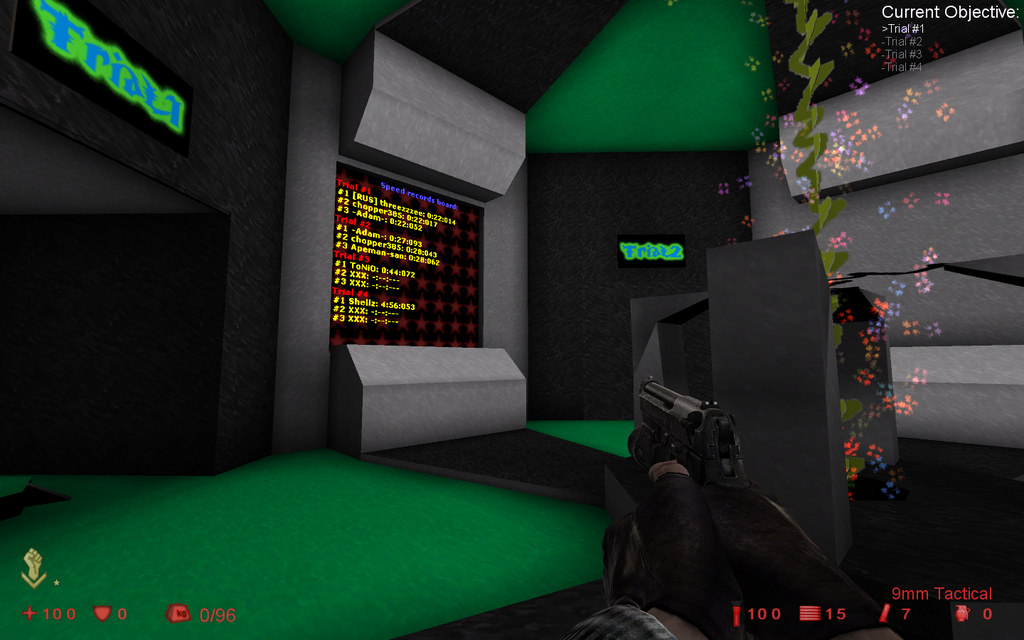 Current Objective:
>Trial #1
-Trial #2
-Trial #3
-Trial #4
Trial1
Speed records board:
Trial #1
#1 [RUS] threezzzee: 0:22:014
#2 chopper385: 0:22:017
#3 -Adam-: 0:22:052
Trial #2
#1 -Adam-: 0:27:093
#2 chopper385: 0:28:043
#3 Apeman-san: 0:28:062
Trial #3
#1 ToNiO: 0:44:072
#2 XXX: -:--:---
#3 XXX: -:--:---
Trial #4
#1 Shellz: 4:56:053
#2 XXX: -:--:---
#3 XXX: -:--:---
Trial2
9mm Tactical
100 0 KG 0/96 100 15 7 0